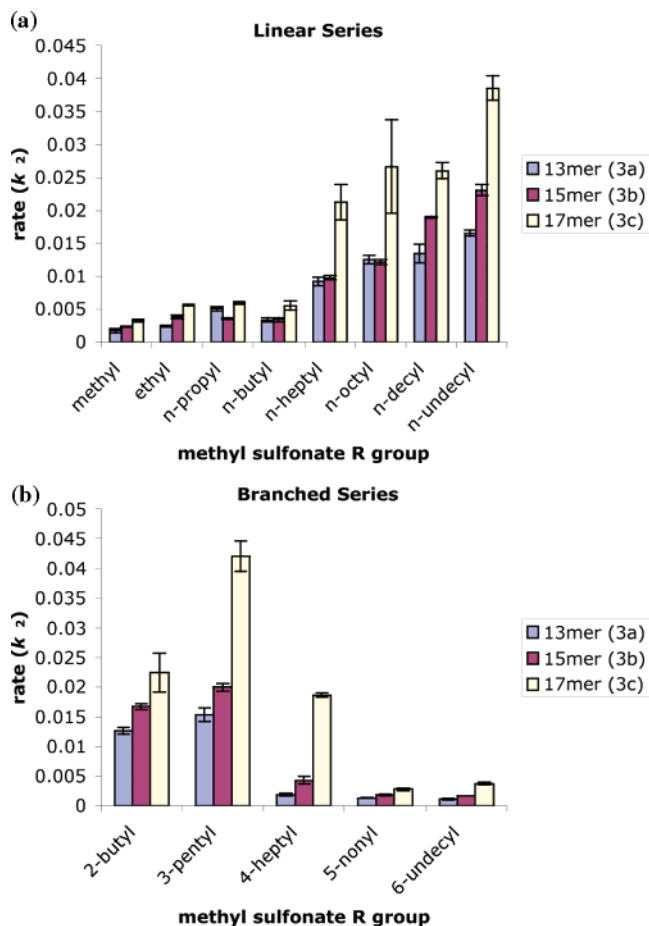 (a)
Linear Series
0.045
0.04
0.035
0.03
0.025
0.02
0.015
0.01
0.005
0
rate (k 2)
methyl
ethyl
n-propyl
n-butyl
n-heptyl
n-octyl
n-decyl
n-undecyl
methyl sulfonate R group
13mer (3a)
15mer (3b)
17mer (3c)
(b)
Branched Series
0.05
0.045
0.04
0.035
0.03
0.025
0.02
0.015
0.01
0.005
0
rate (k 2)
2-butyl
3-pentyl
4-heptyl
5-nonyl
6-undecyl
methyl sulfonate R group
13mer (3a)
15mer (3b)
17mer (3c)